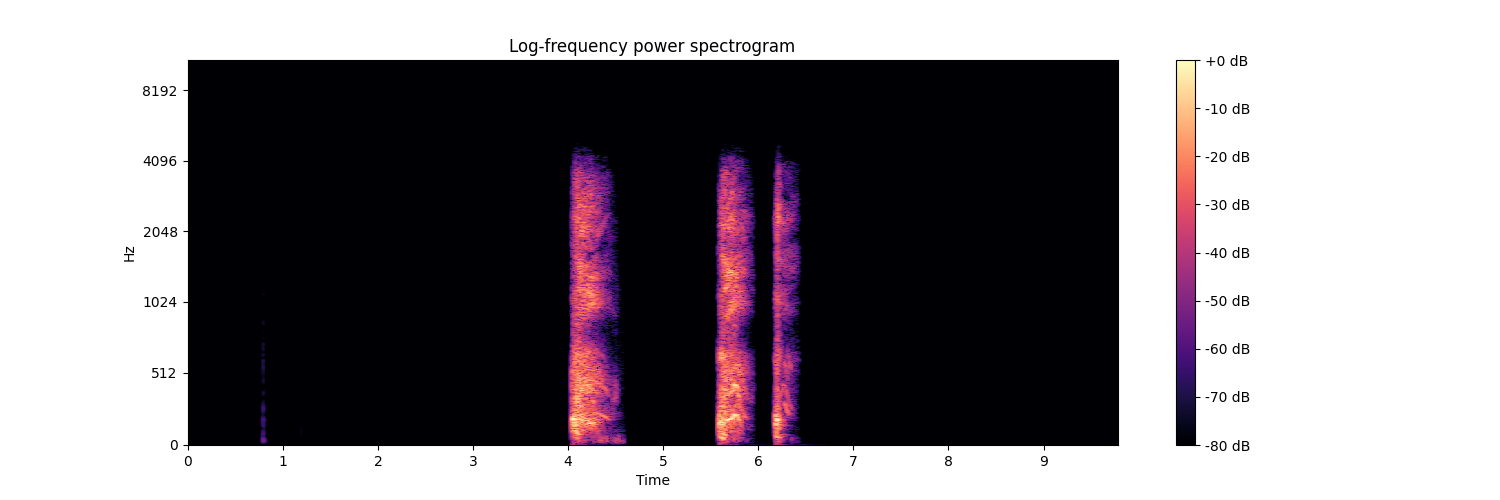 Log-frequency power spectrogram
8192
4096
2048
1024
512
0
Hz
0 1 2 3 4 5 6 7 8 9
Time
+0 dB
-10 dB
-20 dB
-30 dB
-40 dB
-50 dB
-60 dB
-70 dB
-80 dB